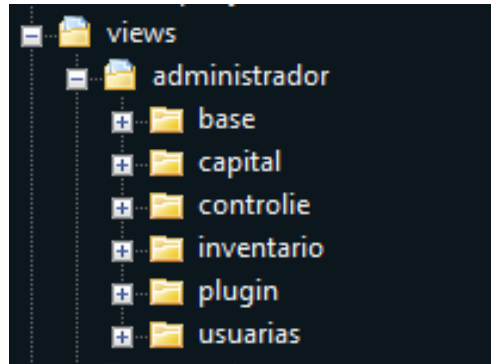 views
administrador
base
capital
controlie
inventario
plugin
usuarias